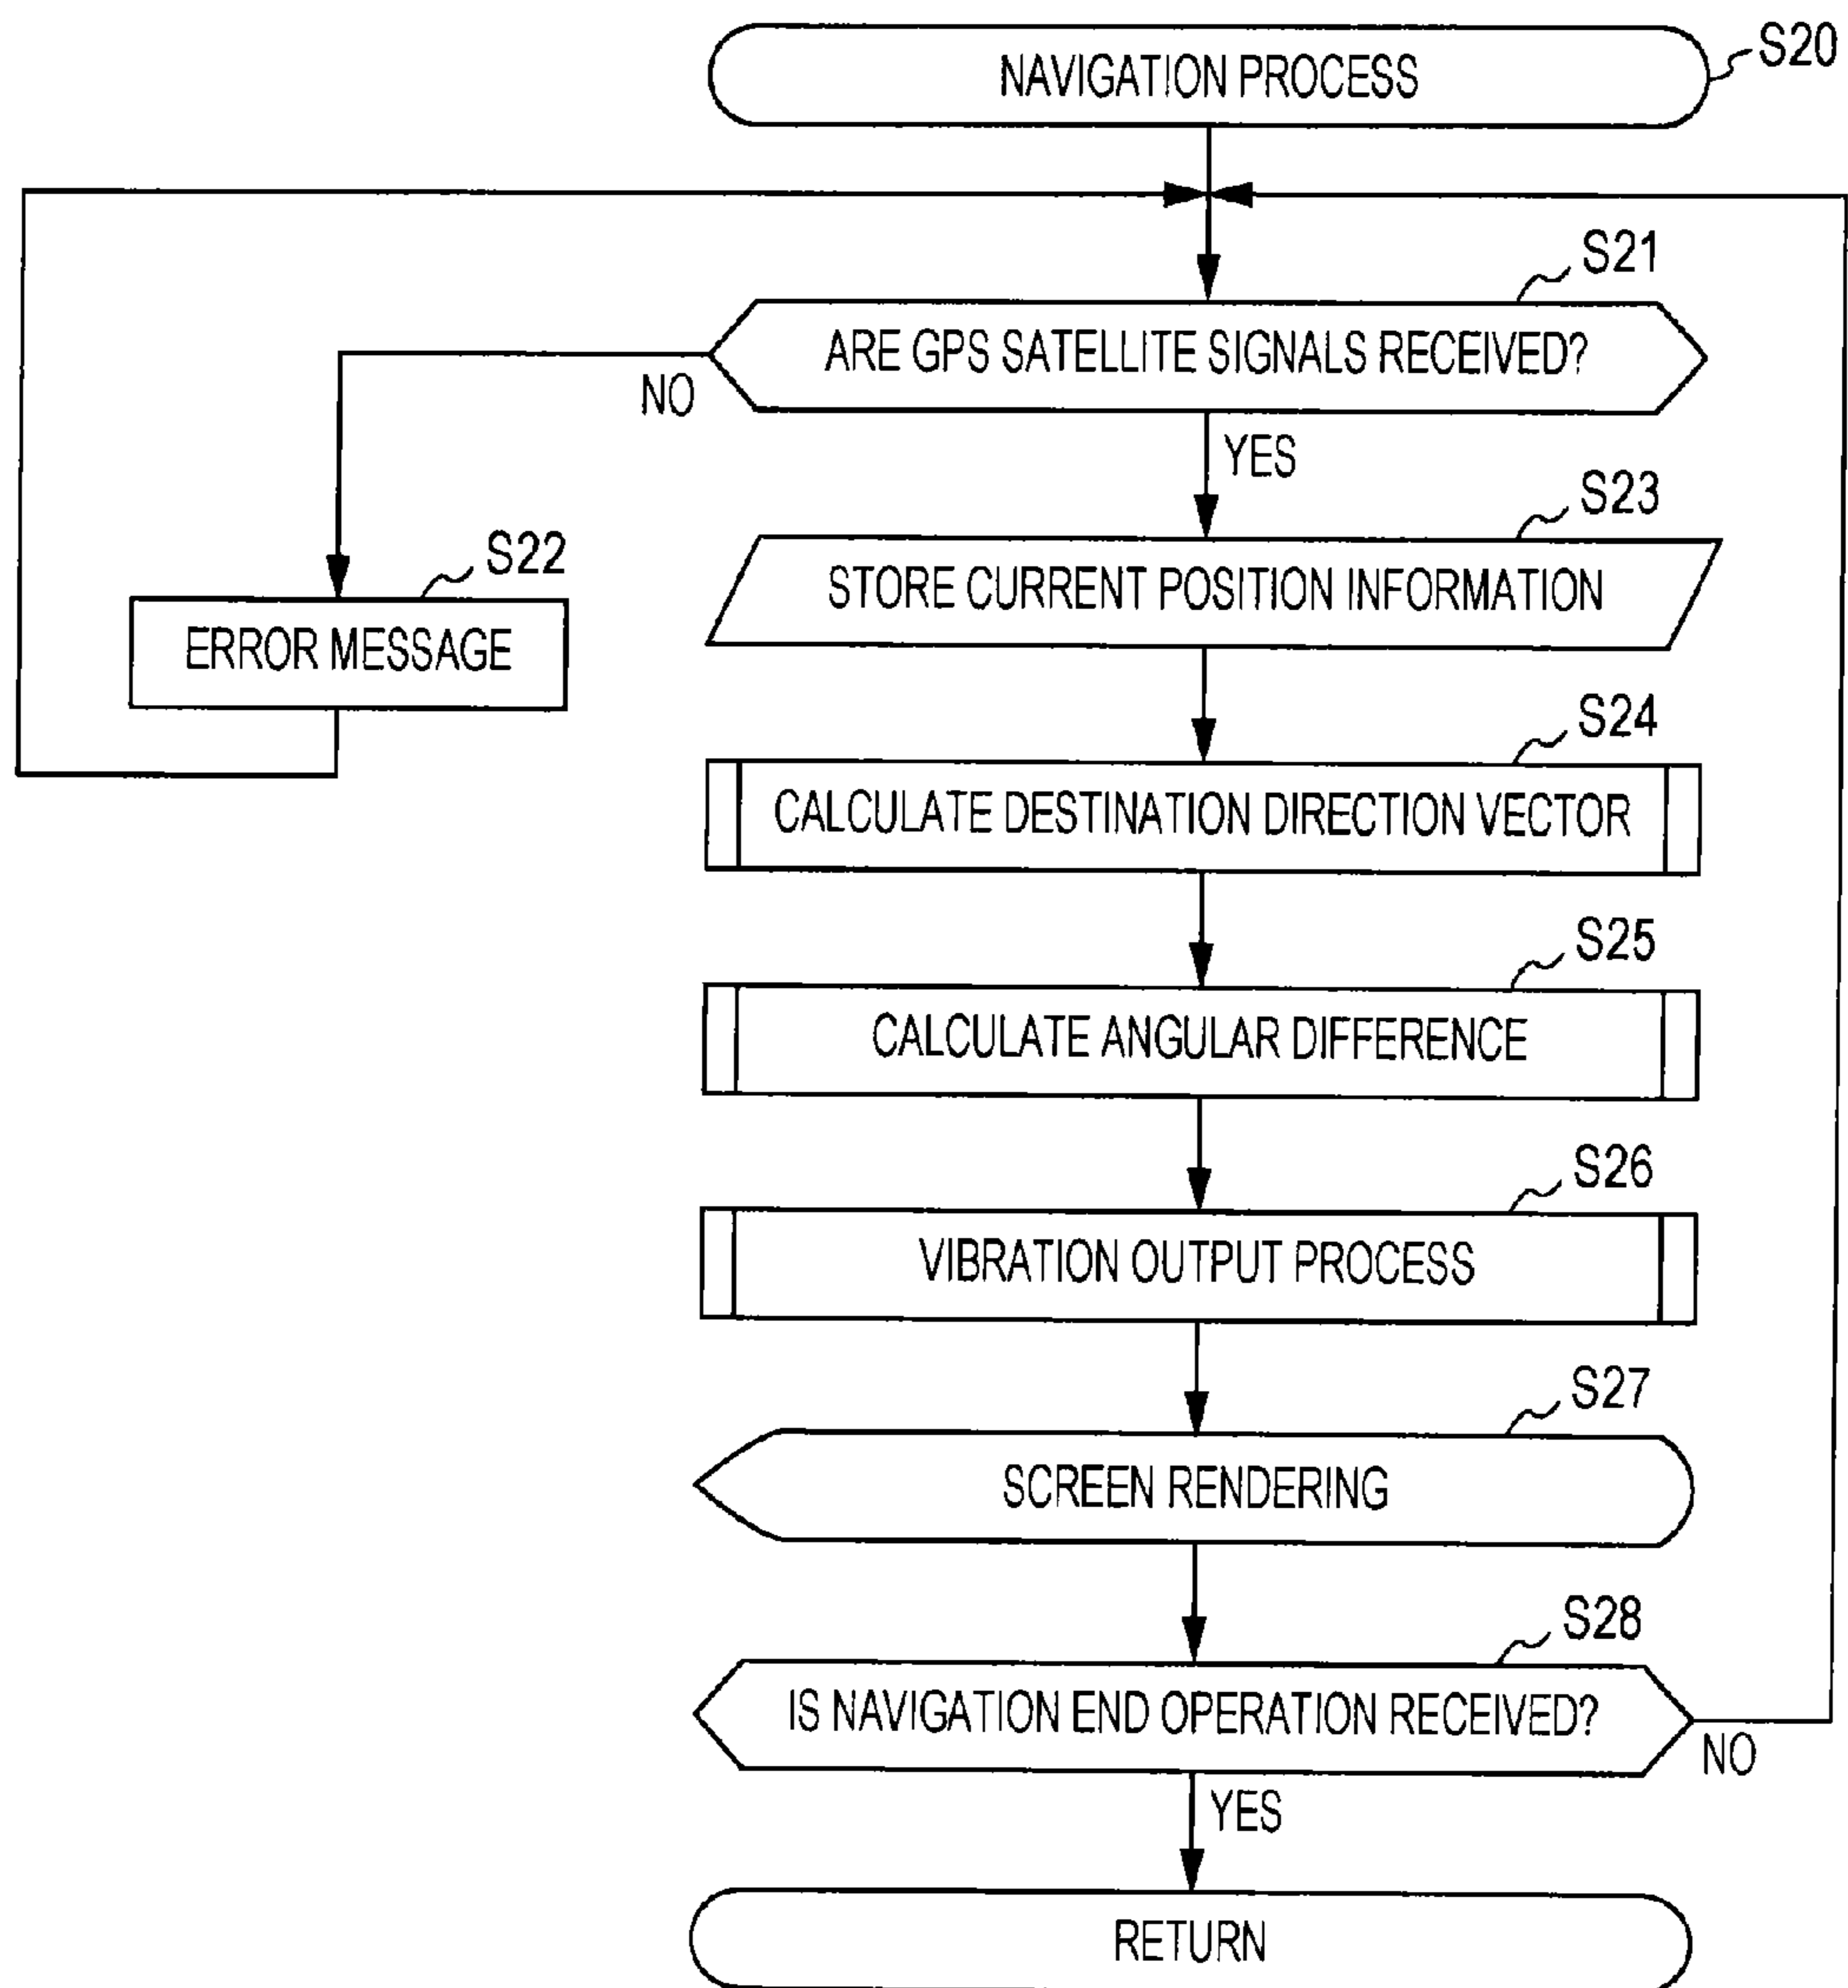 NAVIGATION PROCESS
S20
S21
ARE GPS SATELLITE SIGNALS RECEIVED?
NO
YES
S22
ERROR MESSAGE
S23
STORE CURRENT POSITION INFORMATION
S24
CALCULATE DESTINATION DIRECTION VECTOR
S25
CALCULATE ANGULAR DIFFERENCE
S26
VIBRATION OUTPUT PROCESS
S27
SCREEN RENDERING
S28
IS NAVIGATION END OPERATION RECEIVED?
NO
YES
RETURN